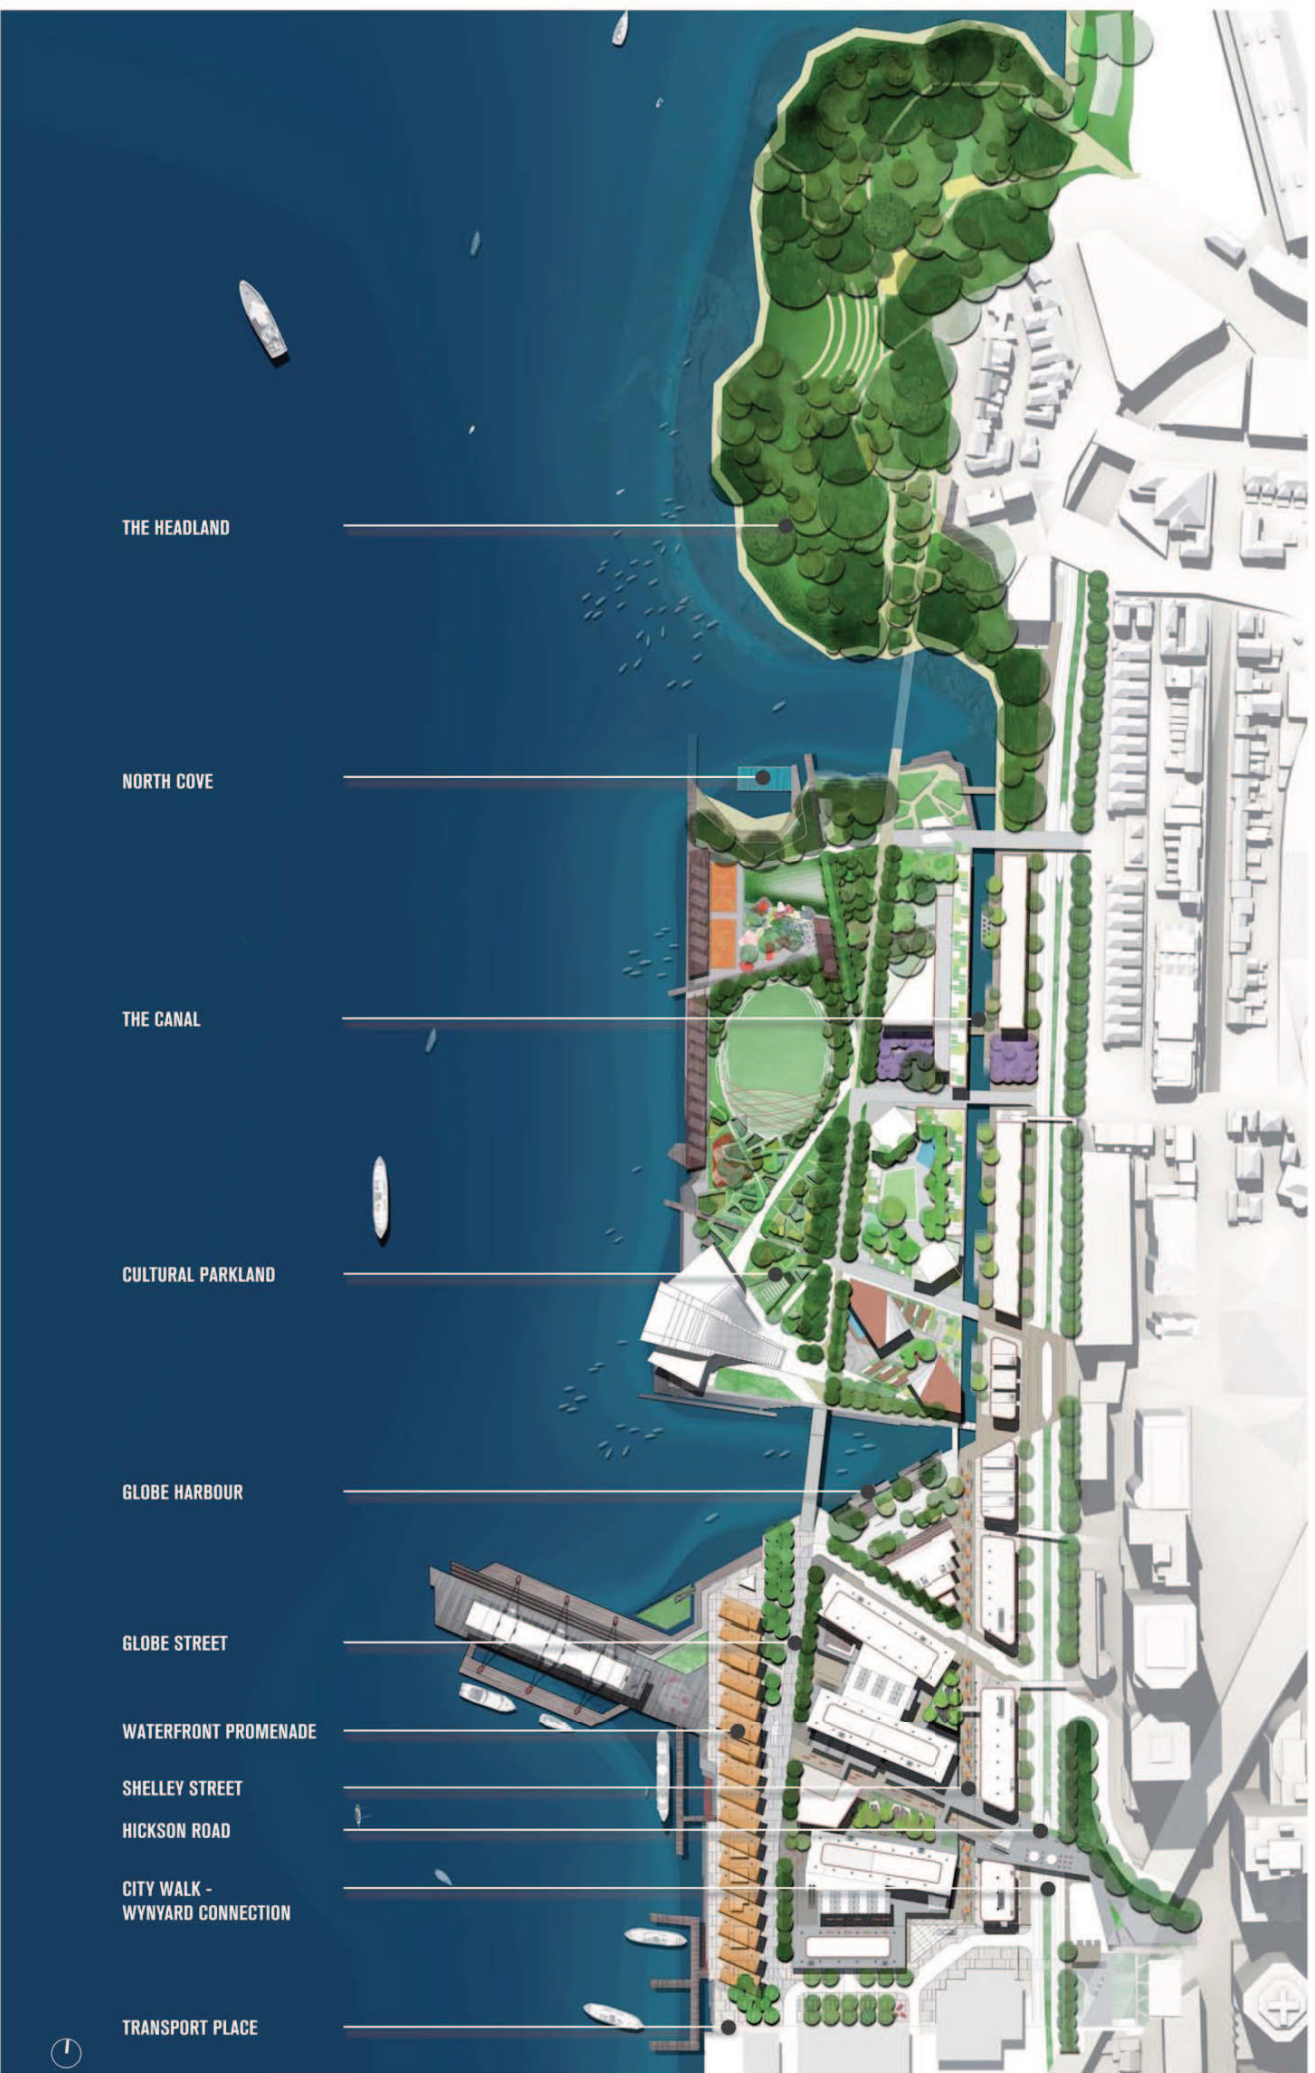 THE HEADLAND
NORTH COVE
THE CANAL
CULTURAL PARKLAND
GLOBE HARBOUR
GLOBE STREET
WATERFRONT PROMENADE
SHELLEY STREET
HICKSON ROAD
CITY WALK -
WYNYARD CONNECTION
TRANSPORT PLACE